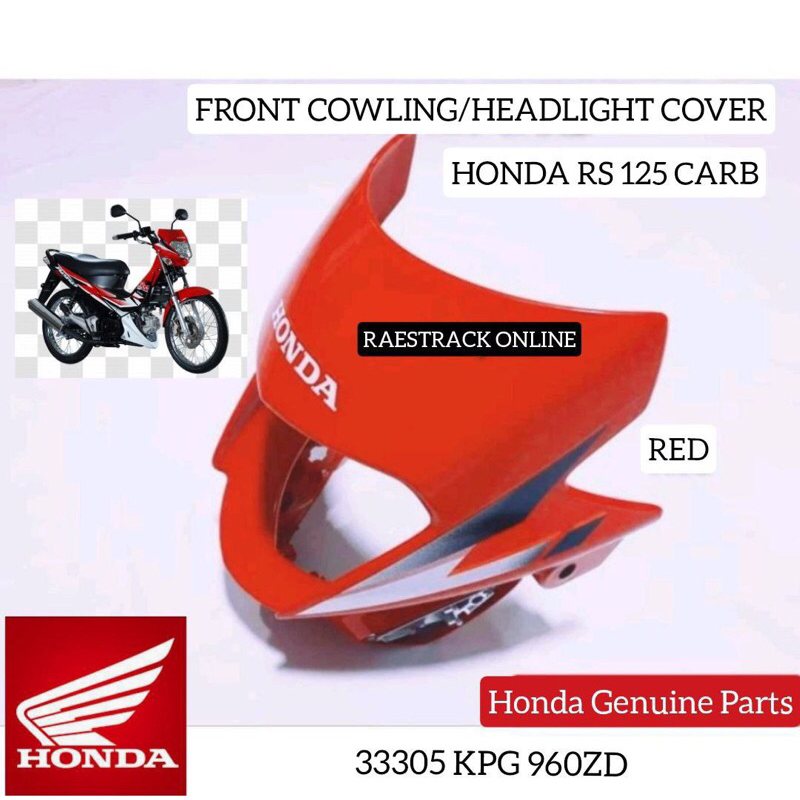 FRONT COWLING/HEADLIGHT COVER
HONDA RS 125 CARB
RAESTRACK ONLINE
HONDA
RED
Honda Genuine Parts
HONDA
33305 KPG 960ZD